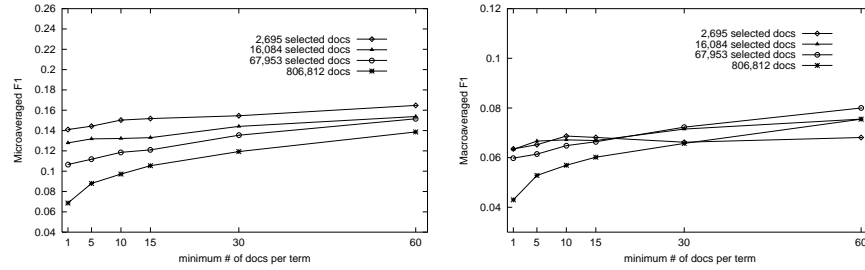 0.26
0.24
0.22
0.2
0.18
0.16
0.14
0.12
0.1
0.08
0.06
0.04
Microaveraged F1
2,695 selected docs
16,084 selected docs
67,953 selected docs
806,812 docs
1 5 10 15 30 60
minimum # of docs per term
0.12
0.1
0.08
0.06
0.04
Macroaveraged F1
2,695 selected docs
16,084 selected docs
67,953 selected docs
806,812 docs
1 5 10 15 30 60
minimum # of docs per term